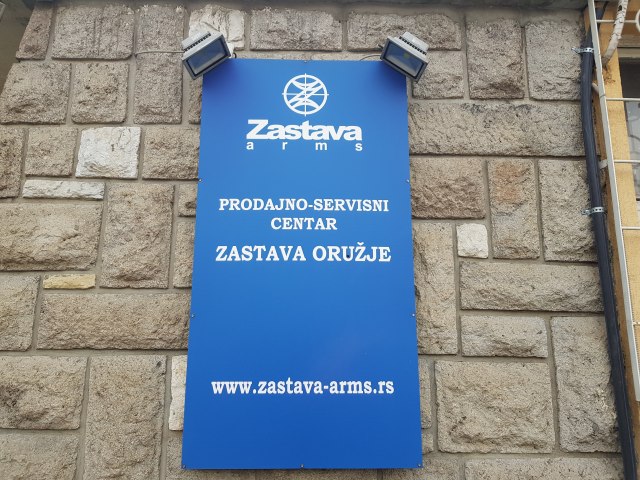 Zastava
arms
PRODAJNO-SERVISNI
CENTAR
ZASTAVA ORUŽJE
www.zastava-arms.rs